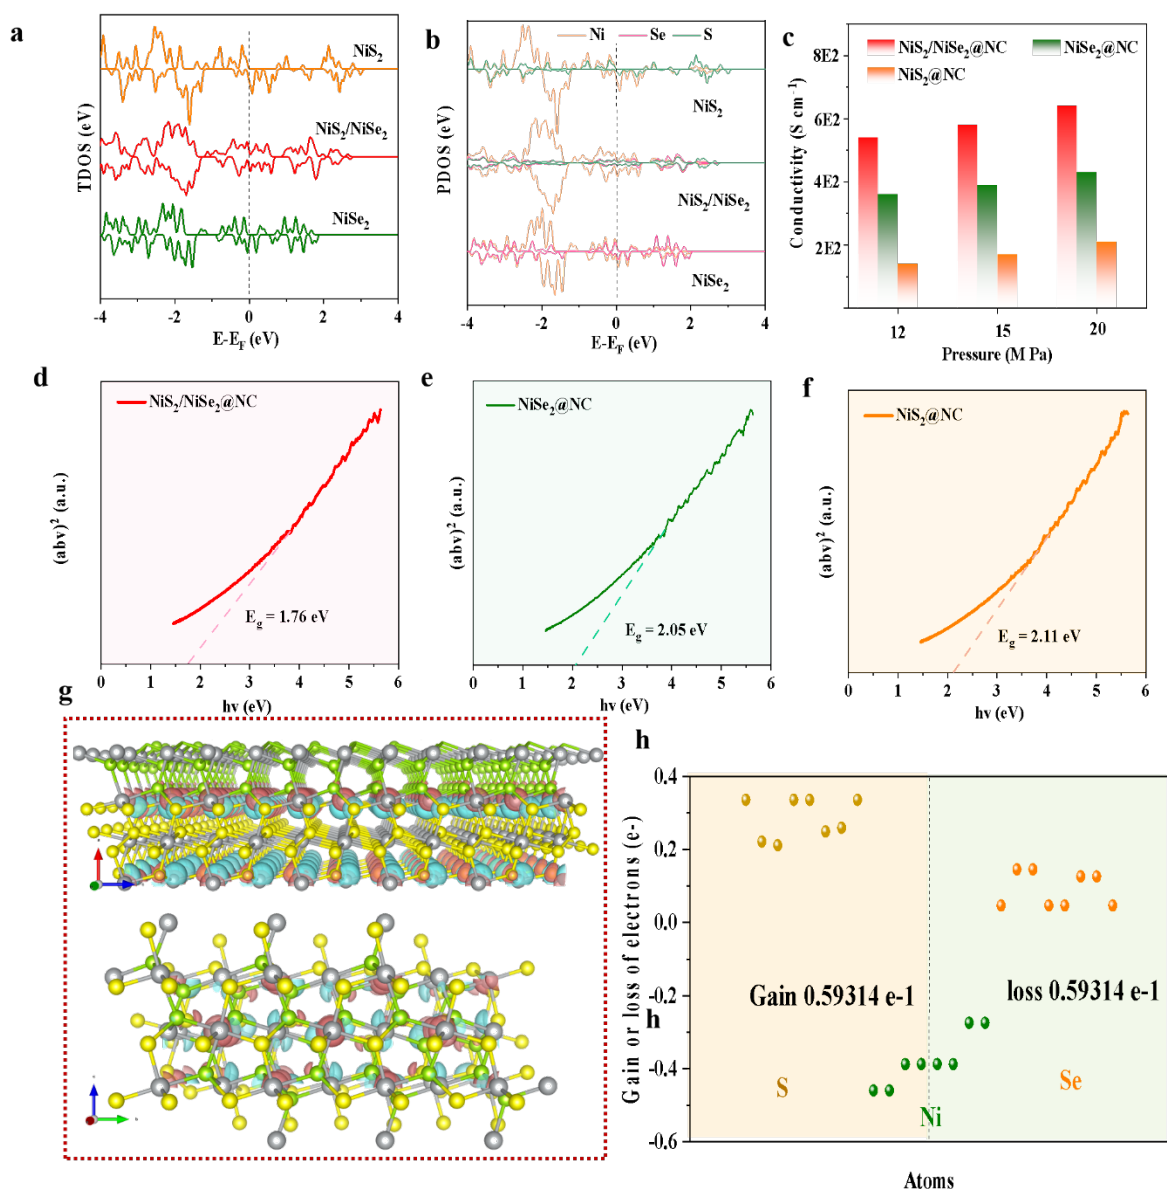 a
TDOS (eV)
NiS2
NiS2/NiSe2
NiSe2
-4 -2 0 2 4
E-EF (eV)
b
PDOS (eV)
Ni Se S
NiS2
NiS2/NiSe2
NiSe2
-4 -2 0 2 4
E-EF (eV)
c
Conductivity (S cm-1)
8E2
6E2
4E2
2E2
NiS2/NiSe2@NC
NiSe2@NC
NiS2@NC
12 15 20
Pressure (M Pa)
d
(abv)2 (a.u.)
NiS2/NiSe2@NC
Eg = 1.76 eV
0 1 2 3 4 5 6
hv (eV)
e
(abv)2 (a.u.)
NiSe2@NC
Eg = 2.05 eV
0 1 2 3 4 5 6
hv (eV)
f
(abv)2 (a.u.)
NiS2@NC
Eg = 2.11 eV
0 1 2 3 4 5 6
hv (eV)
g
h
Gain or loss of electrons (e-)
0.4
0.2
0.0
-0.2
-0.4
-0.6
Gain 0.59314 e-1
loss 0.59314 e-1
h
S
Ni
Se
Atoms